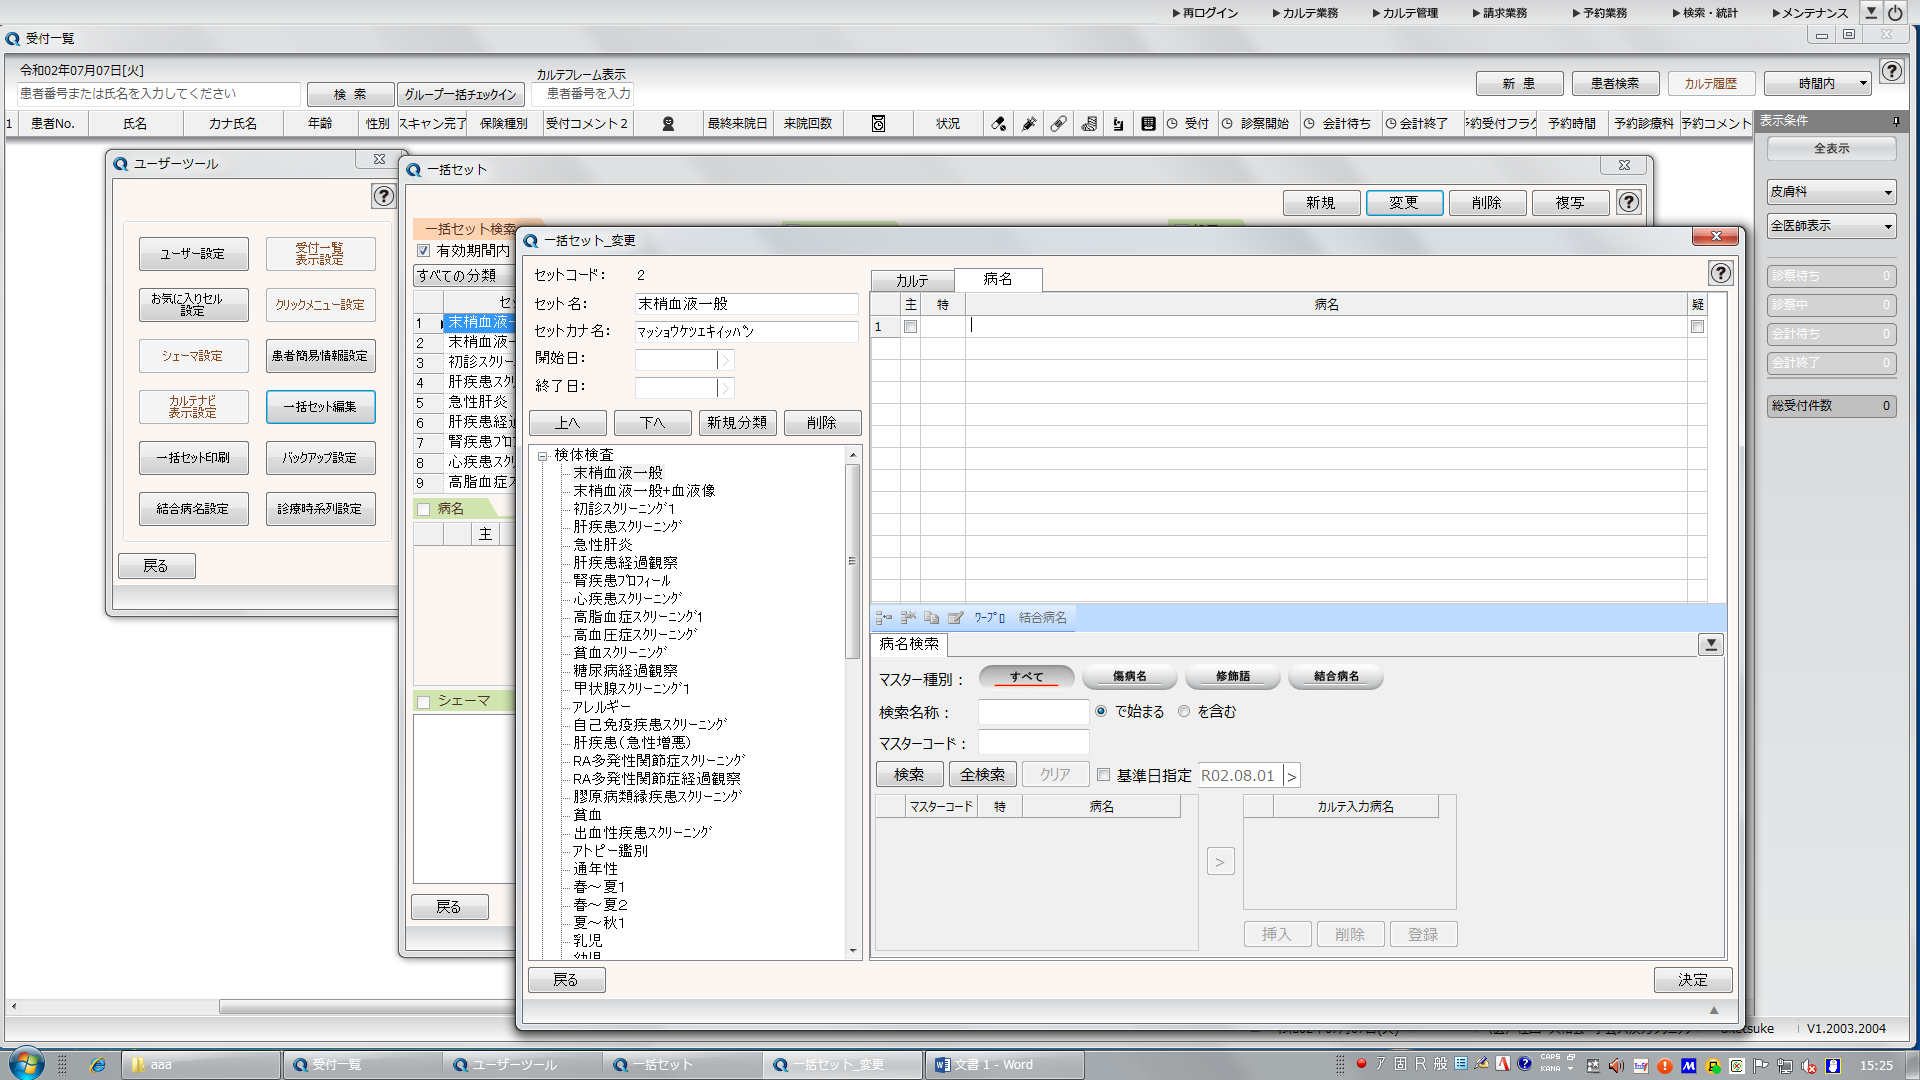 ▶再ログイン ▶カルテ業務 ▶カルテ管理 ▶請求業務 ▶予約業務 ▶検索・統計 ▶メンテナンス
受付一覧
令和02年07月07日[火]
患者番号または氏名を入力してください
検 索
グループ一括チェックイン
カルテフレーム表示
患者番号を入力
新 患
患者検索
カルテ履歴
時間内
1 患者No. 氏名 カナ氏名 年齢 性別 スキャン完了 保険種別 受付コメント2 最終来院日 来院回数 状況 受付 診察開始 会計待ち 会計終了 予約受付フラグ 予約時間 予約診療科 予約コメント
表示条件
全表示
皮膚科
全医師表示
診察待ち 0
診察中 0
会計待ち 0
会計終了 0
総受付件数 0
ユーザーツール
ユーザー設定
受付一覧
表示設定
お気に入りセル
設定
クリックメニュー設定
シェーマ設定
患者簡易情報設定
カルテナビ
表示設定
一括セット編集
一括セット印刷
バックアップ設定
結合病名設定
診療時系列設定
戻る
一括セット
新規 変更 削除 複写
一括セット検索
有効期間内
すべての分類
セッ
1 末梢血液一
2 末梢血液一
3 初診スクリー
4 肝疾患スクリ
5 急性肝炎
6 肝疾患経過
7 腎疾患プロ
8 心疾患スクリ
9 高脂血症ス
病名
主
シェーマ
戻る
一括セット_変更
セットコード： 2
セット名： 末梢血液一般
セットカナ名： マッショウケツエキイッパン
開始日：
終了日：
上へ 下へ 新規分類 削除
検体検査
末梢血液一般
末梢血液一般+血液像
初診スクリーニング1
肝疾患スクリーニング
急性肝炎
肝疾患経過観察
腎疾患プロフィール
心疾患スクリーニング
高脂血症スクリーニング1
高血圧症スクリーニング
貧血スクリーニング
糖尿病経過観察
甲状腺スクリーニング1
アレルギー
自己免疫疾患スクリーニング
肝疾患(急性増悪)
RA多発性関節症スクリーニング
RA多発性関節症経過観察
膠原病類縁疾患スクリーニング
貧血
出血性疾患スクリーニング
アトピー鑑別
通年性
春～夏1
春～夏2
夏～秋1
乳児
幼児
戻る
カルテ 病名
主 特 病名 疑
1
ワープロ 結合病名
病名検索
マスター種別： すべて 傷病名 修飾語 結合病名
検索名称： で始まる を含む
マスターコード：
検索 全検索 クリア 基準日指定 R02.08.01 >
マスターコード 特 病名
カルテ入力病名
>
挿入 削除 登録
決定
V1.2003.2004
aaa
受付一覧
ユーザーツール
一括セット
一括セット_変更
文書 1 - Word
ア 固 R 般
CAPS
KANA
15:25